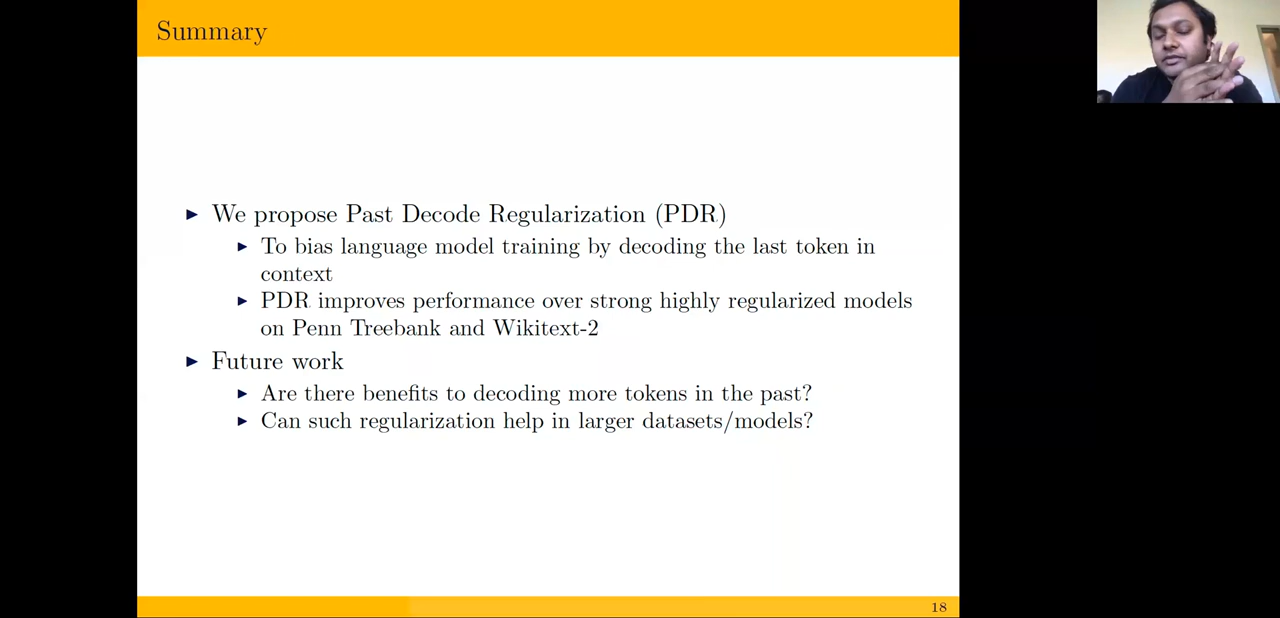 Summary
▶ We propose Past Decode Regularization (PDR)
▶ To bias language model training by decoding the last token in
context
▶ PDR improves performance over strong highly regularized models
on Penn Treebank and Wikitext-2
▶ Future work
▶ Are there benefits to decoding more tokens in the past?
▶ Can such regularization help in larger datasets/models?
18